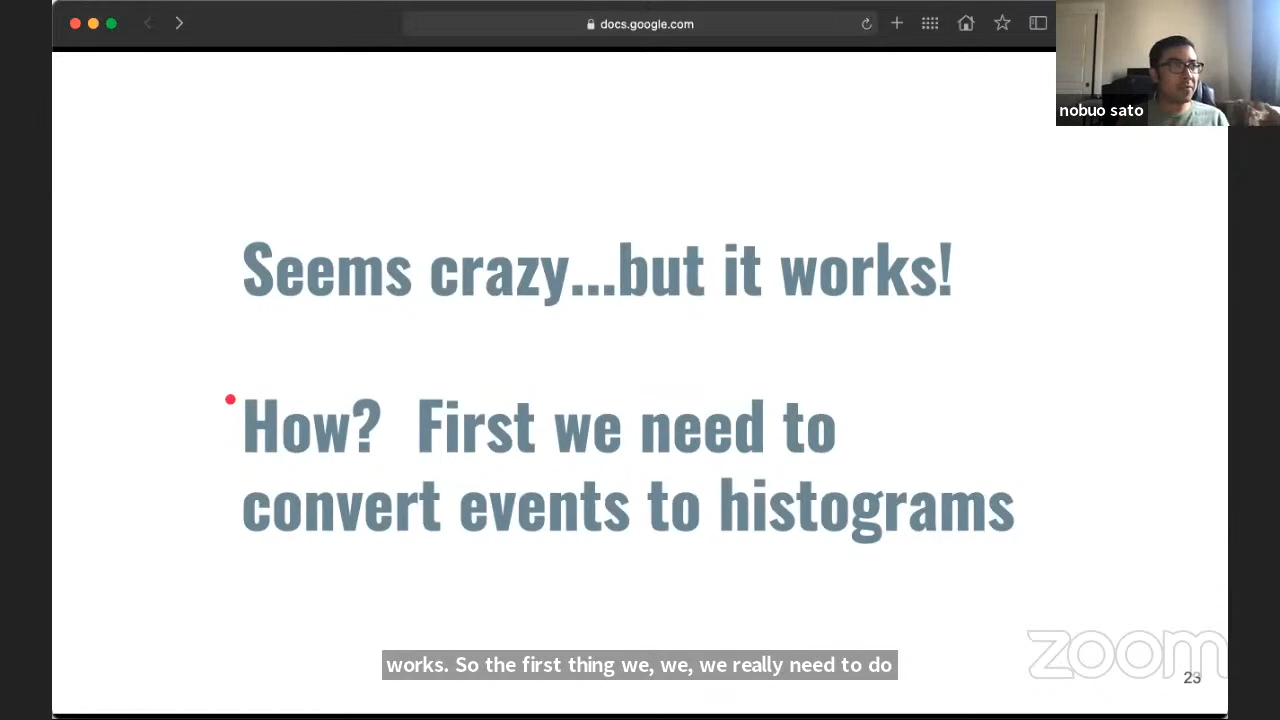 docs.google.com
nobuo sato
Seems crazy...but it works!
How? First we need to
convert events to histograms
works. So the first thing we, we, we really need to do
zoom
23